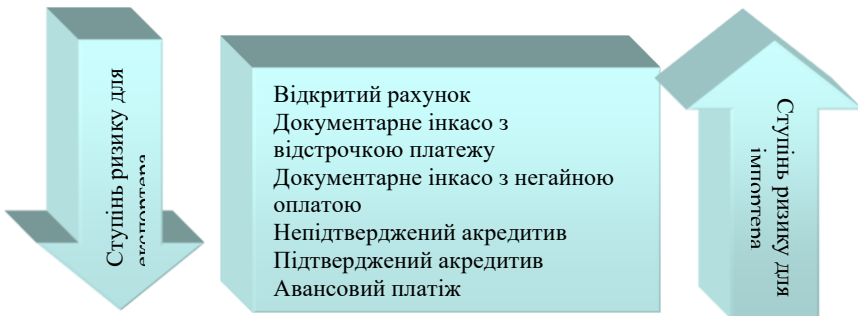 Ступінь ризику для
експортера
Відкритий рахунок
Документарне інкасо з
відстрочкою платежу
Документарне інкасо з негайною
оплатою
Непідтверджений акредитив
Підтверджений акредитив
Авансовий платіж
Ступінь ризику для
імпортера